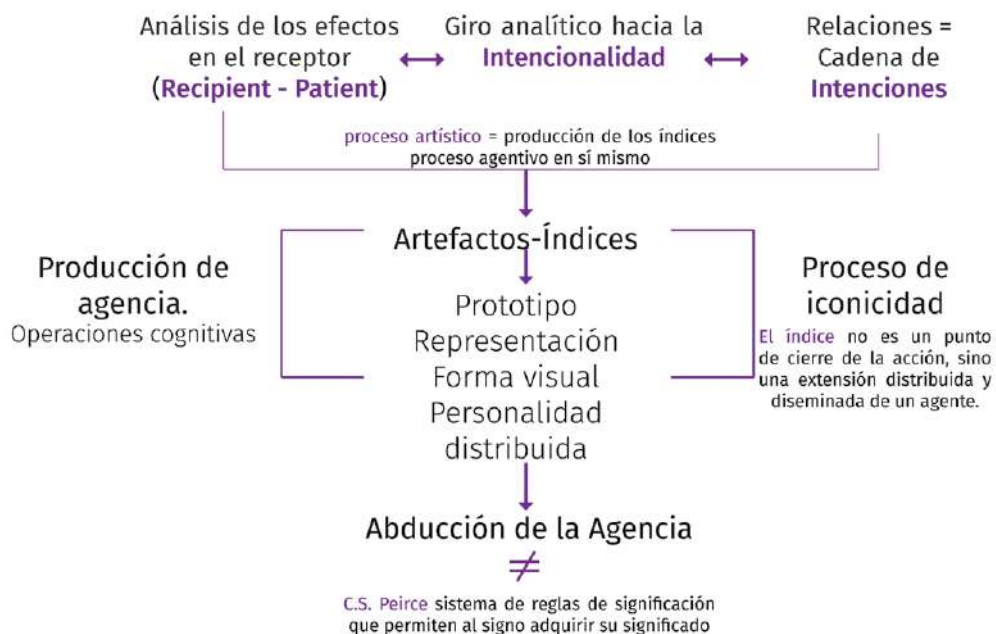 Análisis de los efectos
en el receptor
(Recipient - Patient)
Giro analítico hacia la
Intencionalidad
Relaciones =
Cadena de
Intenciones
proceso artístico = producción de los índices
proceso agentivo en sí mismo
Artefactos-Índices
Producción de
agencia.
Operaciones cognitivas
Prototipo
Representación
Forma visual
Personalidad
distribuida
Proceso de
iconicidad
El índice no es un punto
de cierre de la acción, sino
una extensión distribuida y
diseminada de un agente.
Abducción de la Agencia
≠
C.S. Peirce sistema de reglas de significación
que permiten al signo adquirir su significado